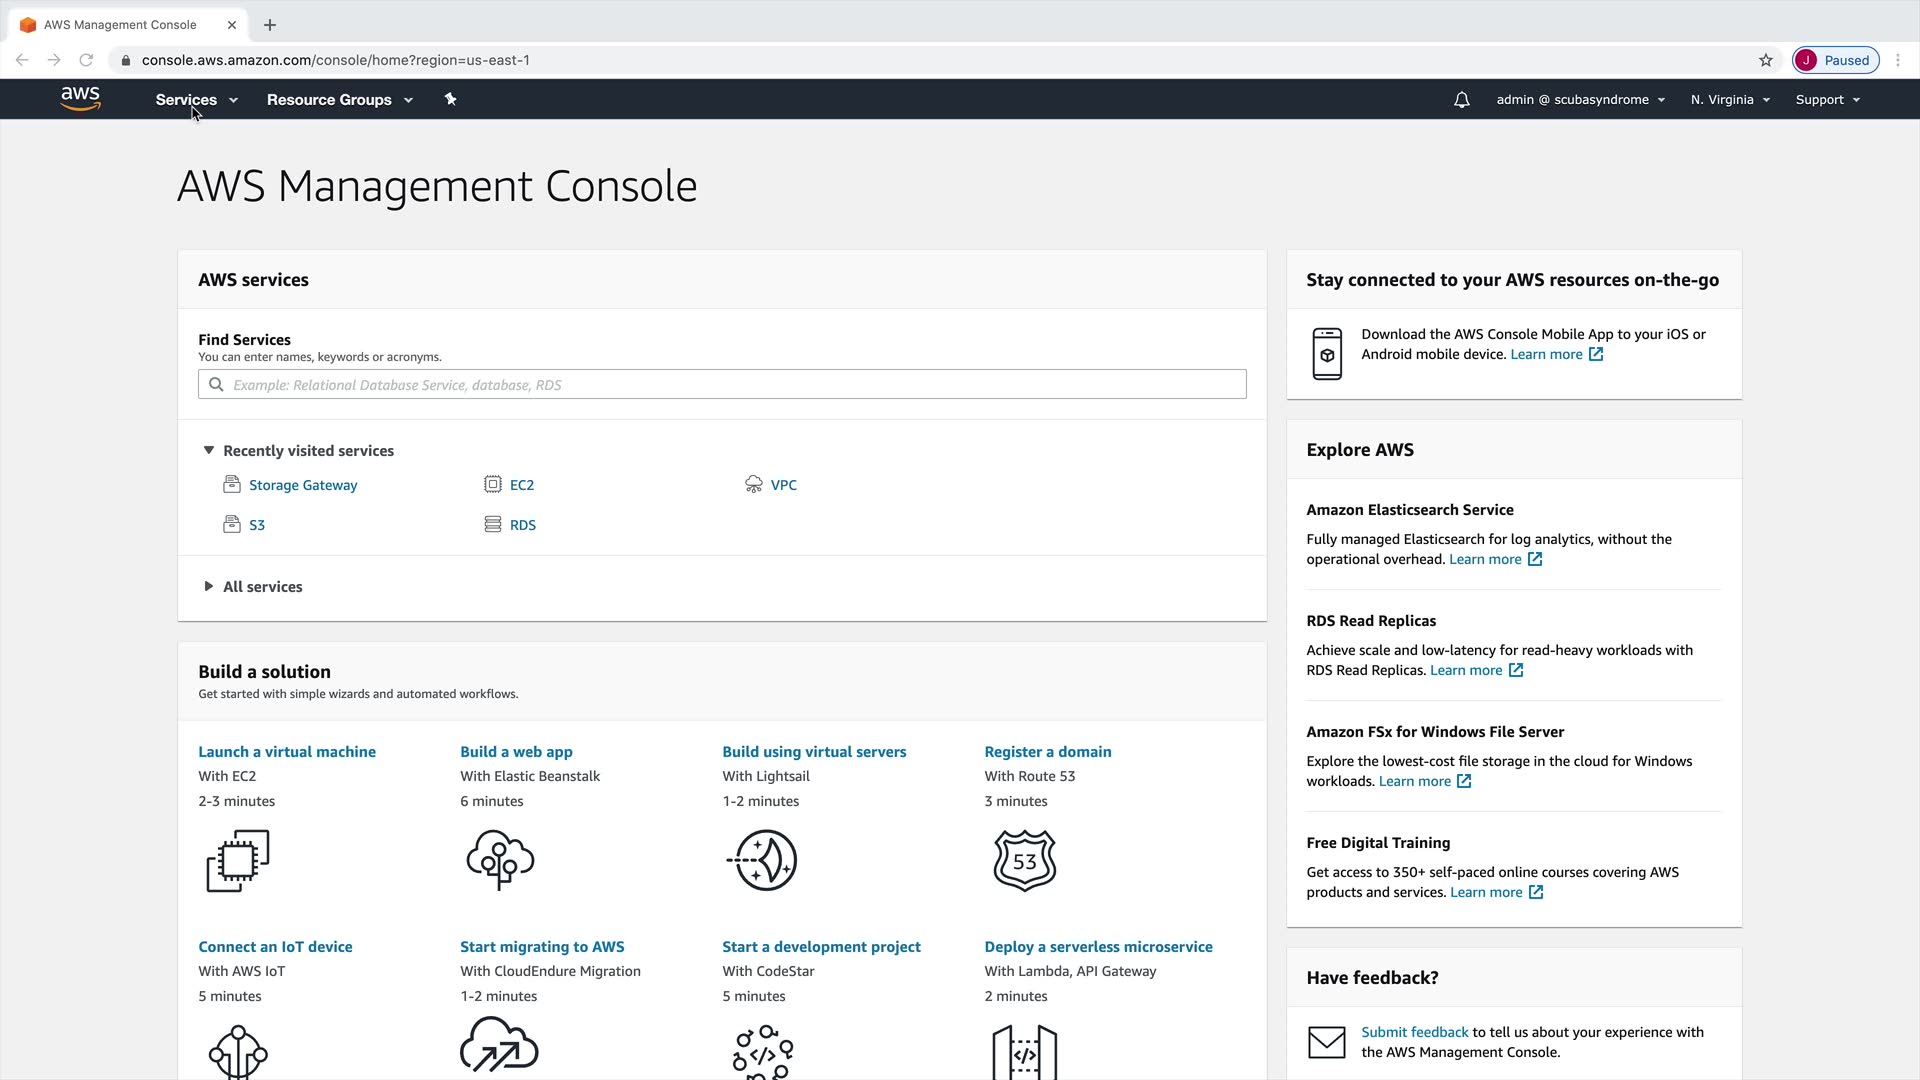 AWS Management Console
console.aws.amazon.com/console/home?region=us-east-1
J Paused
aws Services Resource Groups admin @ scubasyndrome N. Virginia Support
AWS Management Console
AWS services
Find Services
You can enter names, keywords or acronyms.
Example: Relational Database Service, database, RDS
Recently visited services
Storage Gateway EC2 VPC
S3 RDS
All services
Build a solution
Get started with simple wizards and automated workflows.
Launch a virtual machine
With EC2
2-3 minutes
Build a web app
With Elastic Beanstalk
6 minutes
Build using virtual servers
With Lightsail
1-2 minutes
Register a domain
With Route 53
3 minutes
53
Connect an IoT device
With AWS IoT
5 minutes
Start migrating to AWS
With CloudEndure Migration
1-2 minutes
Start a development project
With CodeStar
5 minutes
</>
Deploy a serverless microservice
With Lambda, API Gateway
2 minutes
</>
Stay connected to your AWS resources on-the-go
Download the AWS Console Mobile App to your iOS or
Android mobile device. Learn more
Explore AWS
Amazon Elasticsearch Service
Fully managed Elasticsearch for log analytics, without the
operational overhead. Learn more
RDS Read Replicas
Achieve scale and low-latency for read-heavy workloads with
RDS Read Replicas. Learn more
Amazon FSx for Windows File Server
Explore the lowest-cost file storage in the cloud for Windows
workloads. Learn more
Free Digital Training
Get access to 350+ self-paced online courses covering AWS
products and services. Learn more
Have feedback?
Submit feedback to tell us about your experience with
the AWS Management Console.